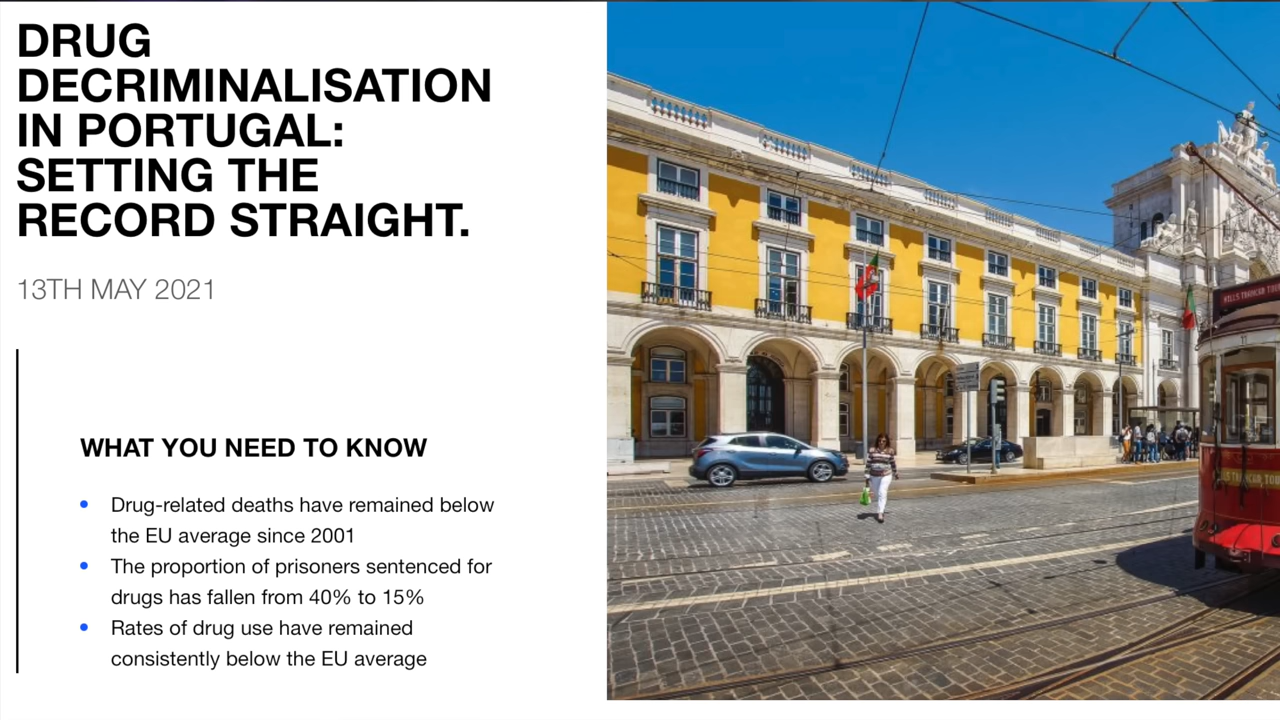 DRUG
DECRIMINALISATION
IN PORTUGAL:
SETTING THE
RECORD STRAIGHT.
13TH MAY 2021
WHAT YOU NEED TO KNOW
Drug-related deaths have remained below
the EU average since 2001
The proportion of prisoners sentenced for
drugs has fallen from 40% to 15%
Rates of drug use have remained
consistently below the EU average
11